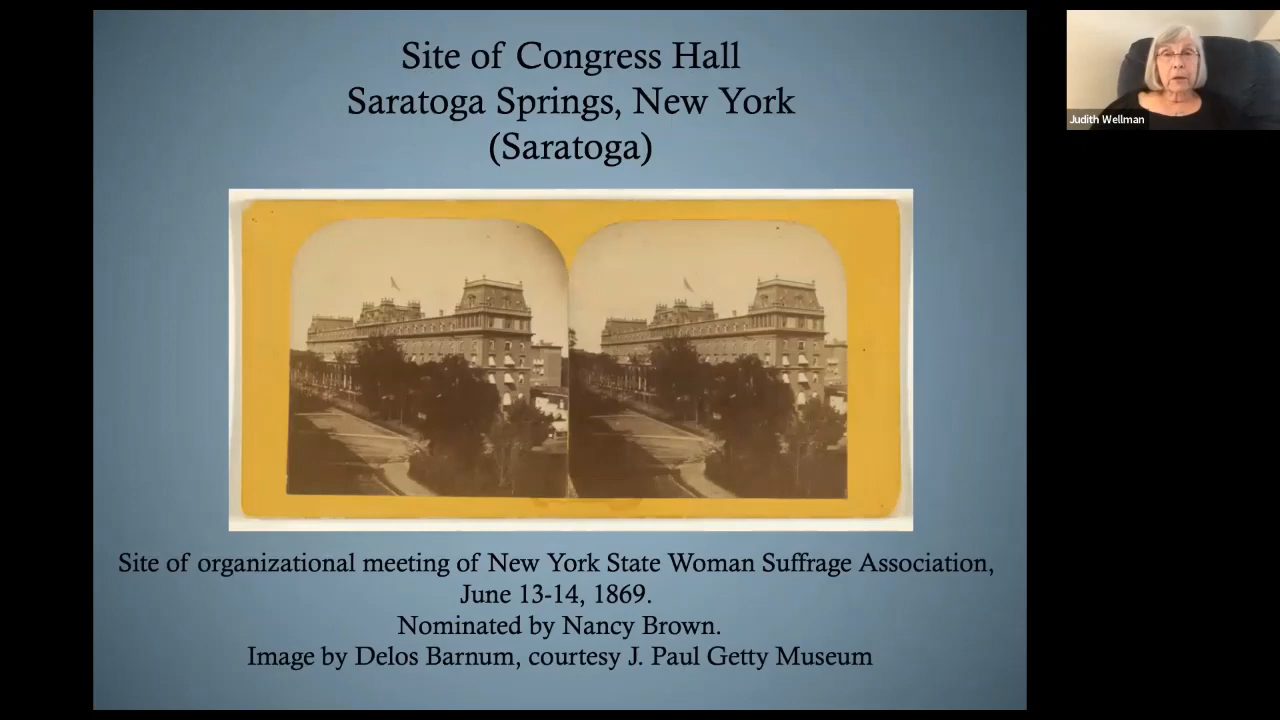 Site of Congress Hall
Saratoga Springs, New York
(Saratoga)
Site of organizational meeting of New York State Woman Suffrage Association,
June 13-14, 1869.
Nominated by Nancy Brown.
Image by Delos Barnum, courtesy J. Paul Getty Museum
Judith Wellman